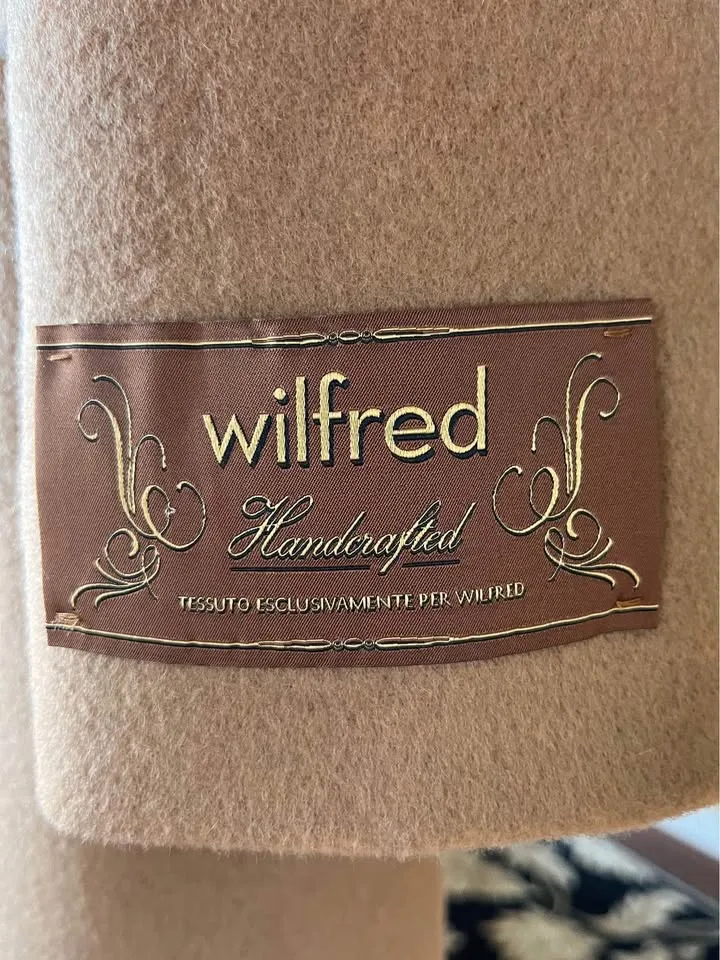 wilfred
Handcrafted
TESSUTO ESCLUSIVAMENTE PER WILFRED